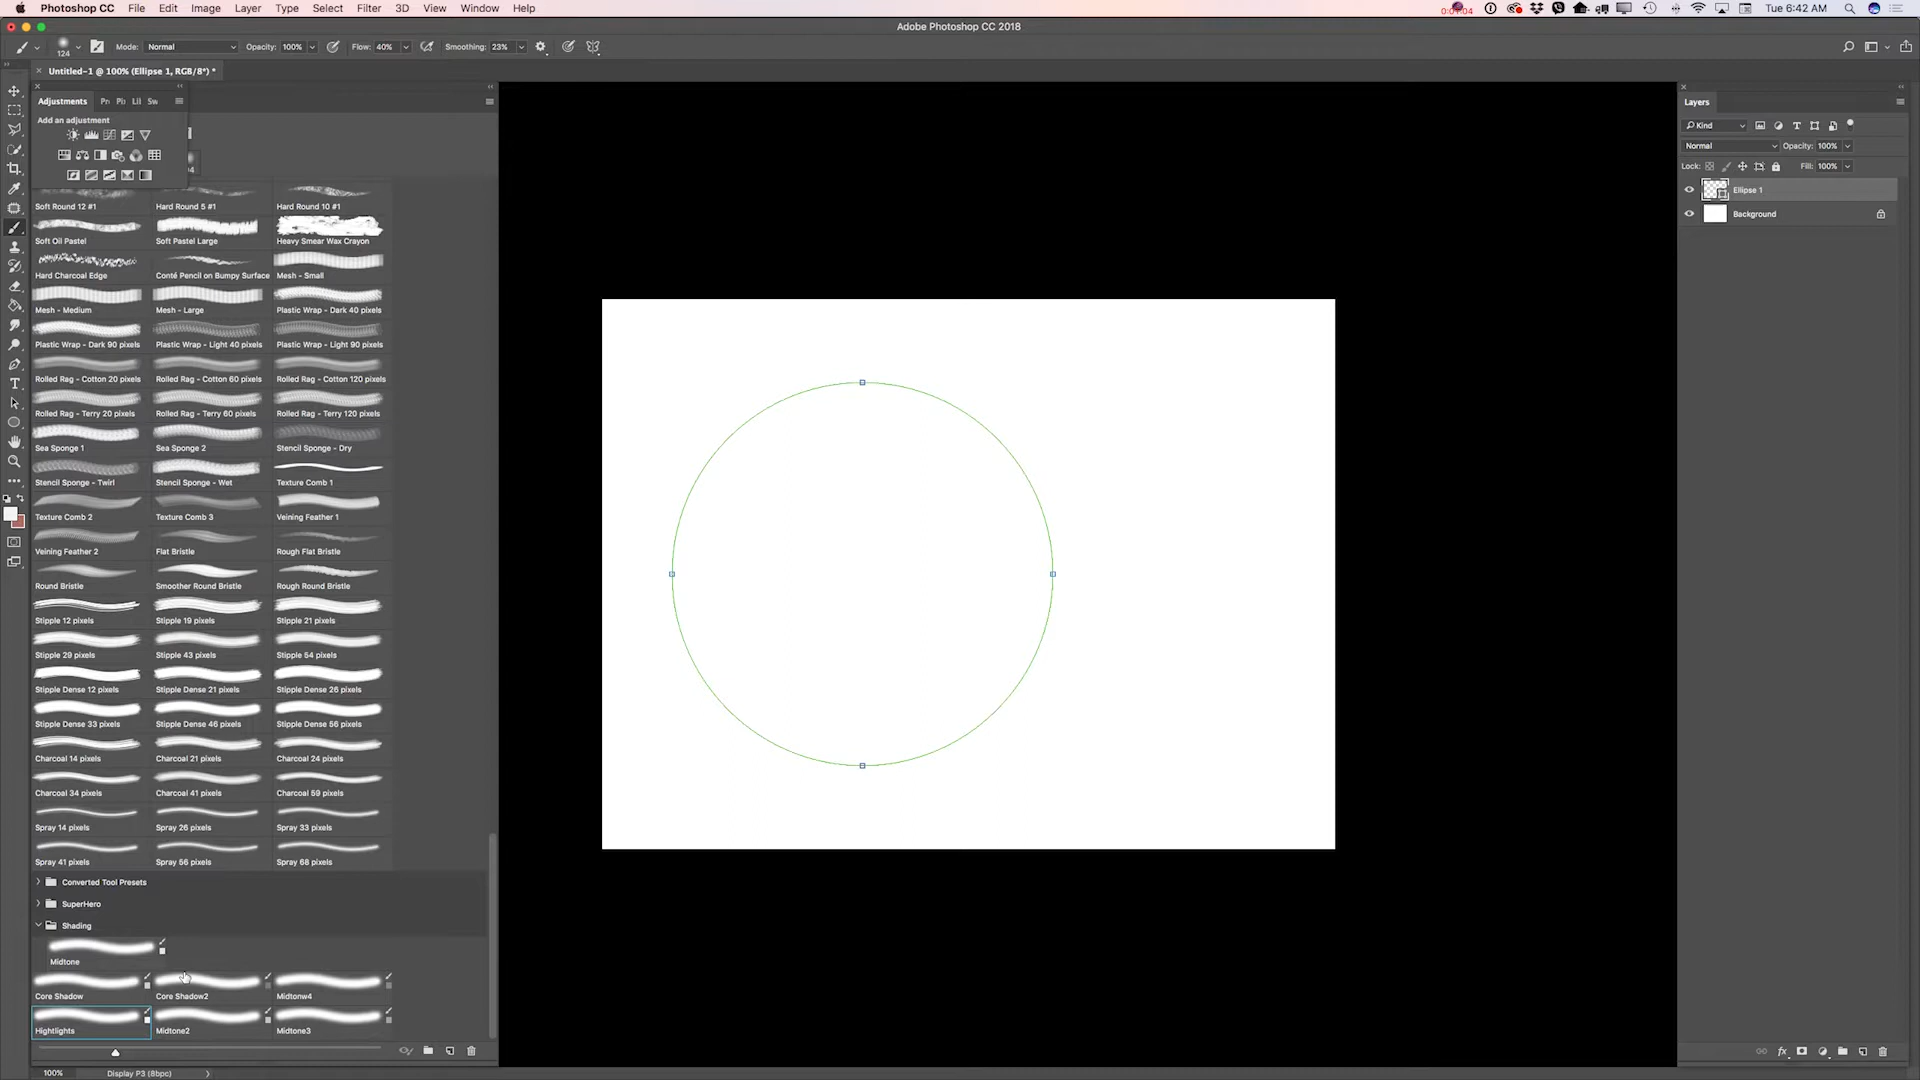 Photoshop CC File Edit Image Layer Type Select Filter 3D View Window Help
0:01:04
Tue 6:42 AM
Adobe Photoshop CC 2018
124
Mode: Normal Opacity: 100% Flow: 40% Smoothing: 23%
Untitled-1 @ 100% (Ellipse 1, RGB/8*) *
Adjustments Pr Pi Lil Sw
Add an adjustment
Soft Round 12 #1 Hard Round 5 #1 Hard Round 10 #1
Soft Oil Pastel Soft Pastel Large Heavy Smear Wax Crayon
Hard Charcoal Edge Conté Pencil on Bumpy Surface Mesh - Small
Mesh - Medium Mesh - Large Plastic Wrap - Dark 40 pixels
Plastic Wrap - Dark 90 pixels Plastic Wrap - Light 40 pixels Plastic Wrap - Light 90 pixels
Rolled Rag - Cotton 20 pixels Rolled Rag - Cotton 60 pixels Rolled Rag - Cotton 120 pixels
Rolled Rag - Terry 20 pixels Rolled Rag - Terry 60 pixels Rolled Rag - Terry 120 pixels
Sea Sponge 1 Sea Sponge 2 Stencil Sponge - Dry
Stencil Sponge - Twirl Stencil Sponge - Wet Texture Comb 1
Texture Comb 2 Texture Comb 3 Veining Feather 1
Veining Feather 2 Flat Bristle Rough Flat Bristle
Round Bristle Smoother Round Bristle Rough Round Bristle
Stipple 12 pixels Stipple 19 pixels Stipple 21 pixels
Stipple 29 pixels Stipple 43 pixels Stipple 54 pixels
Stipple Dense 12 pixels Stipple Dense 21 pixels Stipple Dense 26 pixels
Stipple Dense 33 pixels Stipple Dense 46 pixels Stipple Dense 56 pixels
Charcoal 14 pixels Charcoal 21 pixels Charcoal 24 pixels
Charcoal 34 pixels Charcoal 41 pixels Charcoal 59 pixels
Spray 14 pixels Spray 26 pixels Spray 33 pixels
Spray 41 pixels Spray 56 pixels Spray 68 pixels
Converted Tool Presets
SuperHero
Shading
Midtone
Core Shadow Core Shadow2 Midtonw4
Hightlights Midtone2 Midtone3
100% Display P3 (8bpc)
Layers
Kind
Normal Opacity: 100%
Lock: Fill: 100%
Ellipse 1
Background
fx